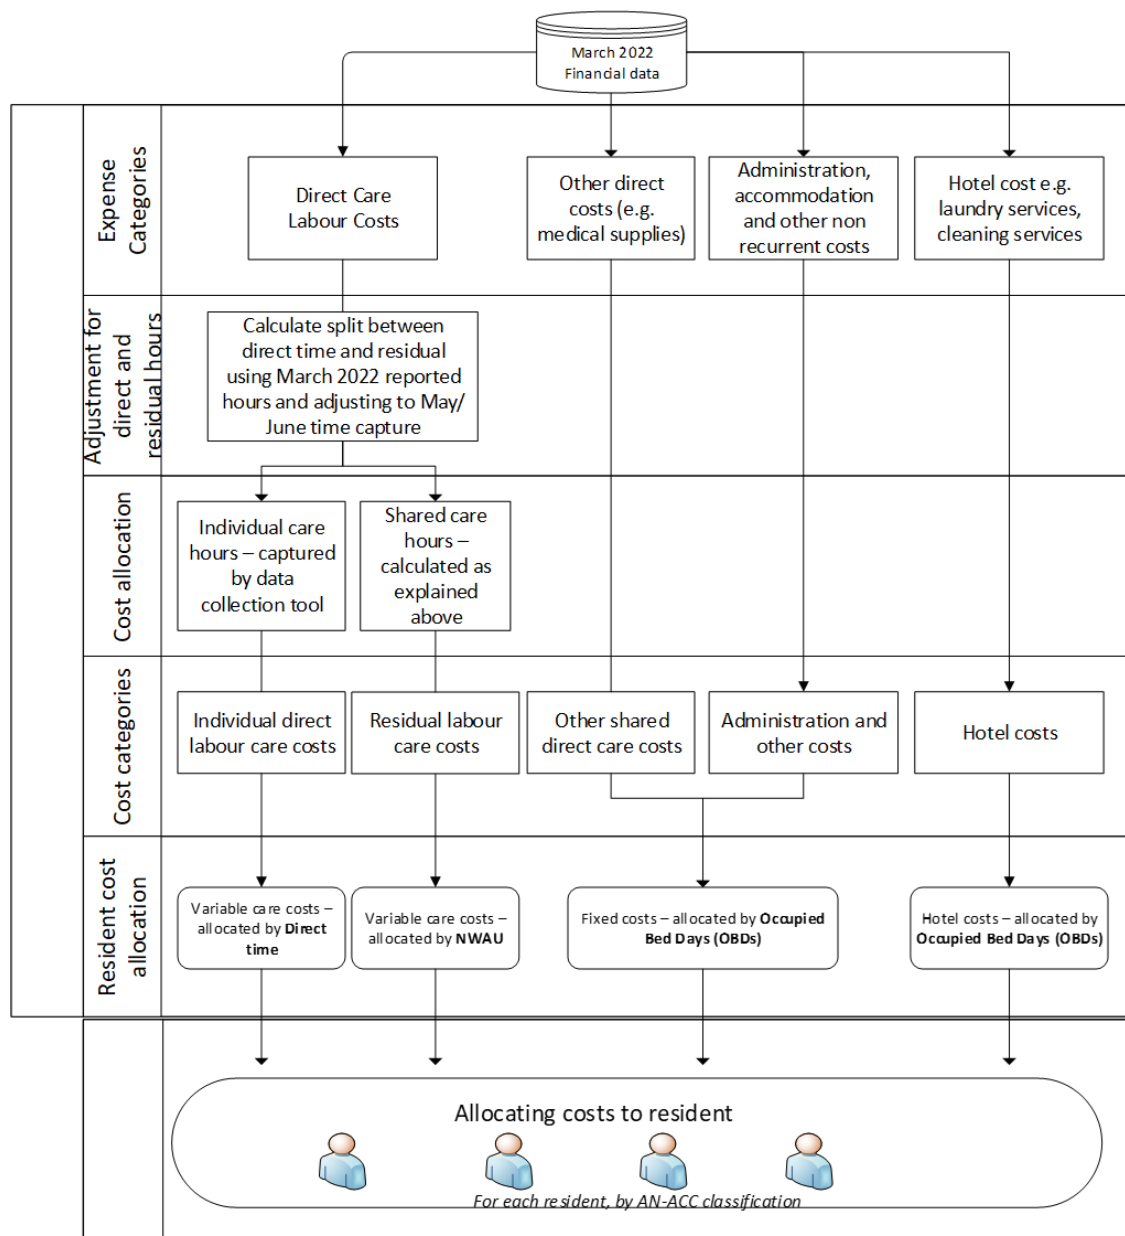 March 2022
Financial data
Expense
Categories
Direct Care
Labour Costs
Other direct
costs (e.g.
medical supplies)
Administration,
accommodation
and other non
recurrent costs
Hotel cost e.g.
laundry services,
cleaning services
Adjustment for
direct and
residual hours
Calculate split between
direct time and residual
using March 2022 reported
hours and adjusting to May/
June time capture
Cost allocation
Individual care
hours – captured
by data
collection tool
Shared care
hours –
calculated as
explained
above
Cost categories
Individual direct
labour care costs
Residual labour
care costs
Other shared
direct care costs
Administration and
other costs
Hotel costs
Resident cost
allocation
Variable care costs –
allocated by Direct
time
Variable care costs –
allocated by NWAU
Fixed costs – allocated by Occupied
Bed Days (OBDs)
Hotel costs – allocated by
Occupied Bed Days (OBDs)
Allocating costs to resident
For each resident, by AN-ACC classification